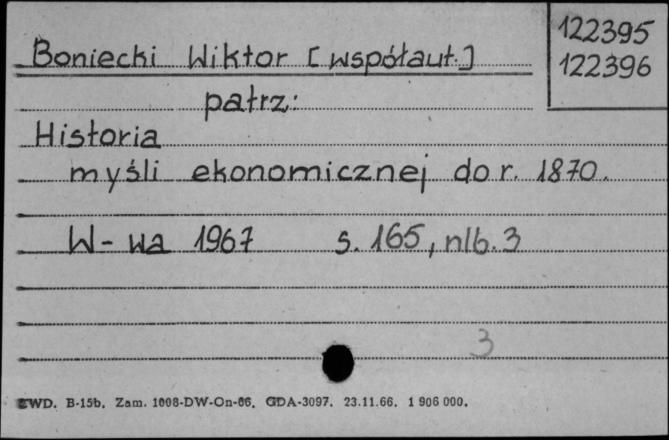 122395
122396
Boniecki Wiktor [współaut.]
patrz:
Historia
myśli ekonomicznej do r. 1870.
W-wa 1967 s. 165, nlb. 3
3
ZWD. B-15b. Zam. 1008-DW-On-66. GDA-3097. 23.11.66. 1 906 000.